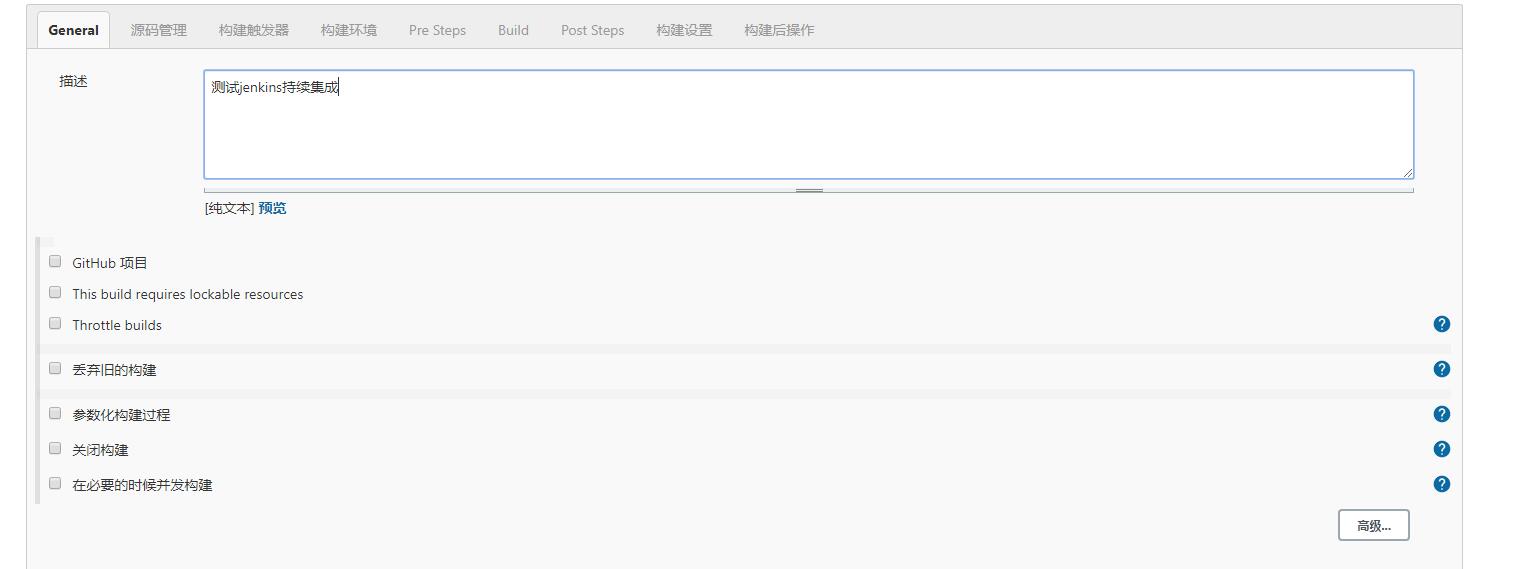 General 源码管理 构建触发器 构建环境 Pre Steps Build Post Steps 构建设置 构建后操作
描述
测试jenkins持续集成
[纯文本] 预览
GitHub 项目
This build requires lockable resources
Throttle builds
丢弃旧的构建
参数化构建过程
关闭构建
在必要的时候并发构建
高级...